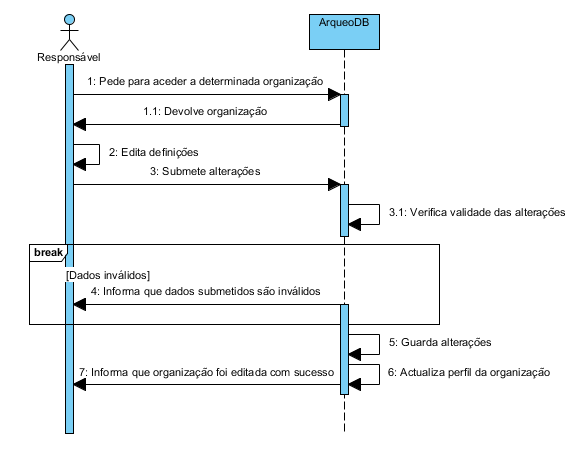 ArqueoDB
Responsável
1: Pede para aceder a determinada organização
1.1: Devolve organização
2: Edita definições
3: Submete alterações
3.1: Verifica validade das alterações
break
[Dados inválidos]
4: Informa que dados submetidos são inválidos
5: Guarda alterações
6: Actualiza perfil da organização
7: Informa que organização foi editada com sucesso